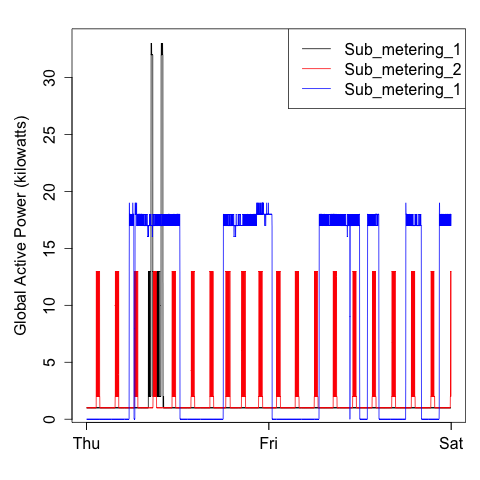 Sub_metering_1
Sub_metering_2
Sub_metering_1
Global Active Power (kilowatts)
30
25
20
15
10
5
0
Thu
Fri
Sat